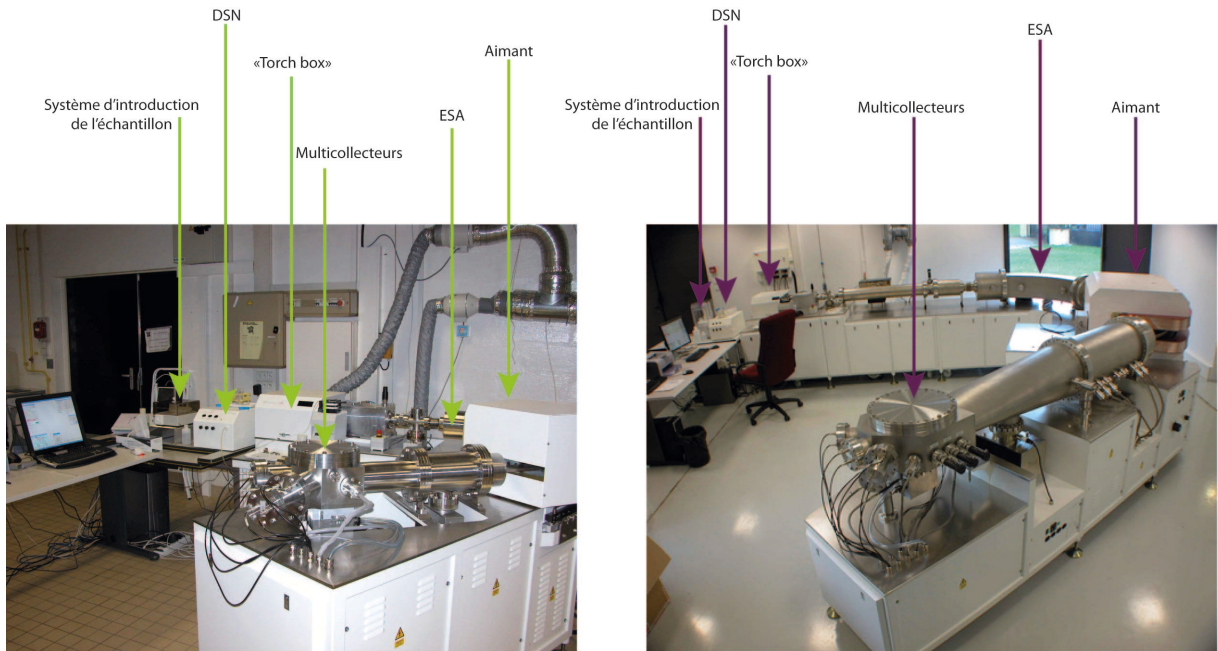 DSN
«Torch box»
Aimant
Système d'introduction
de l'échantillon
ESA
Multicollecteurs
DSN
ESA
«Torch box»
Système d'introduction
de l'échantillon
Multicollecteurs
Aimant